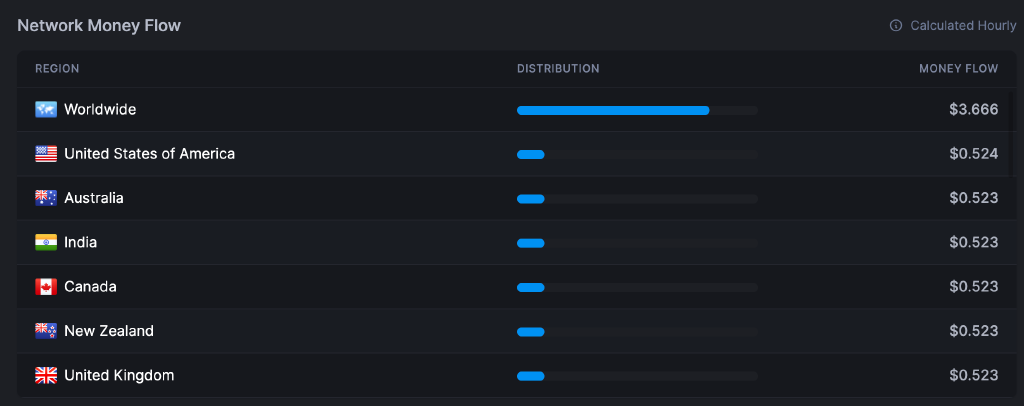 Network Money Flow Calculated Hourly
REGION DISTRIBUTION MONEY FLOW
Worldwide $3.666
United States of America $0.524
Australia $0.523
India $0.523
Canada $0.523
New Zealand $0.523
United Kingdom $0.523